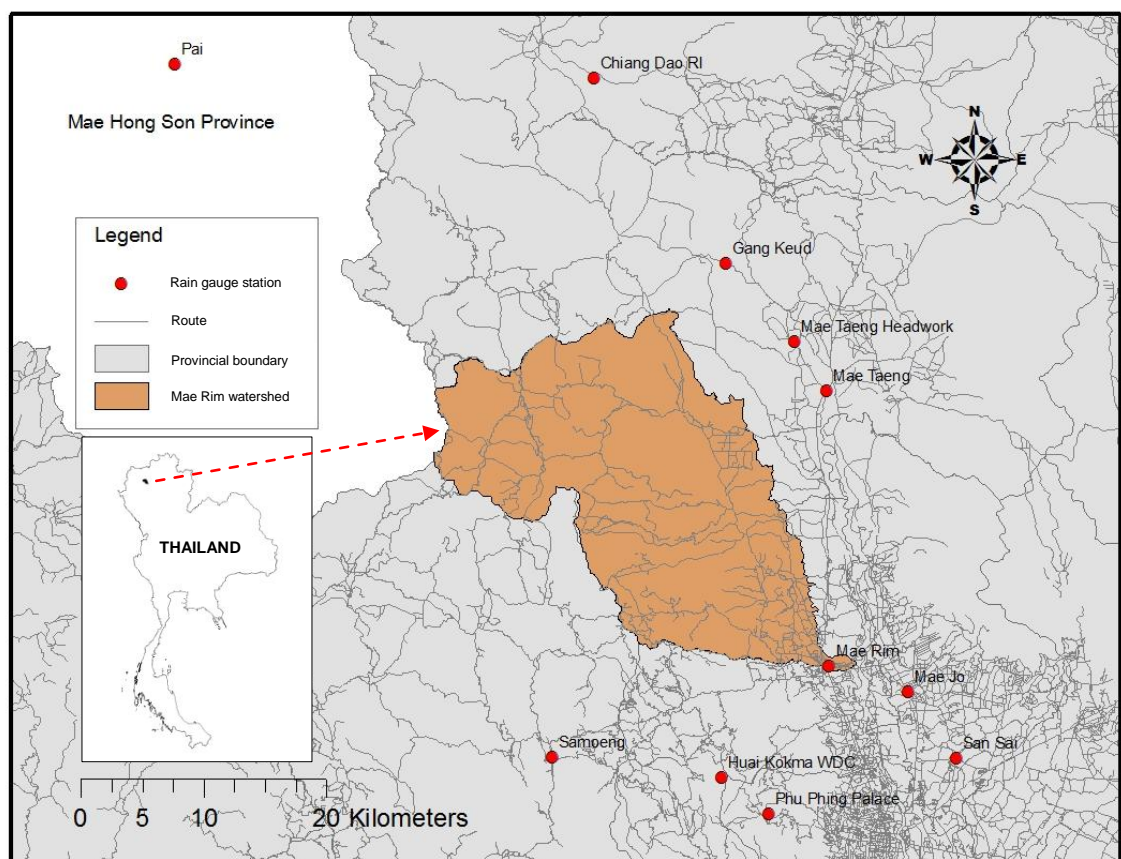 Pai
Chiang Dao RI
Mae Hong Son Province
N
W
E
S
Legend
Rain gauge station
Route
Provincial boundary
Mae Rim watershed
Gang Keud
Mae Taeng Headwork
Mae Taeng
THAILAND
Mae Rim
Mae Jo
Samoeng
San Sai
Huai Kokma WDC
Phu Phing Palace
0 5 10 20 Kilometers